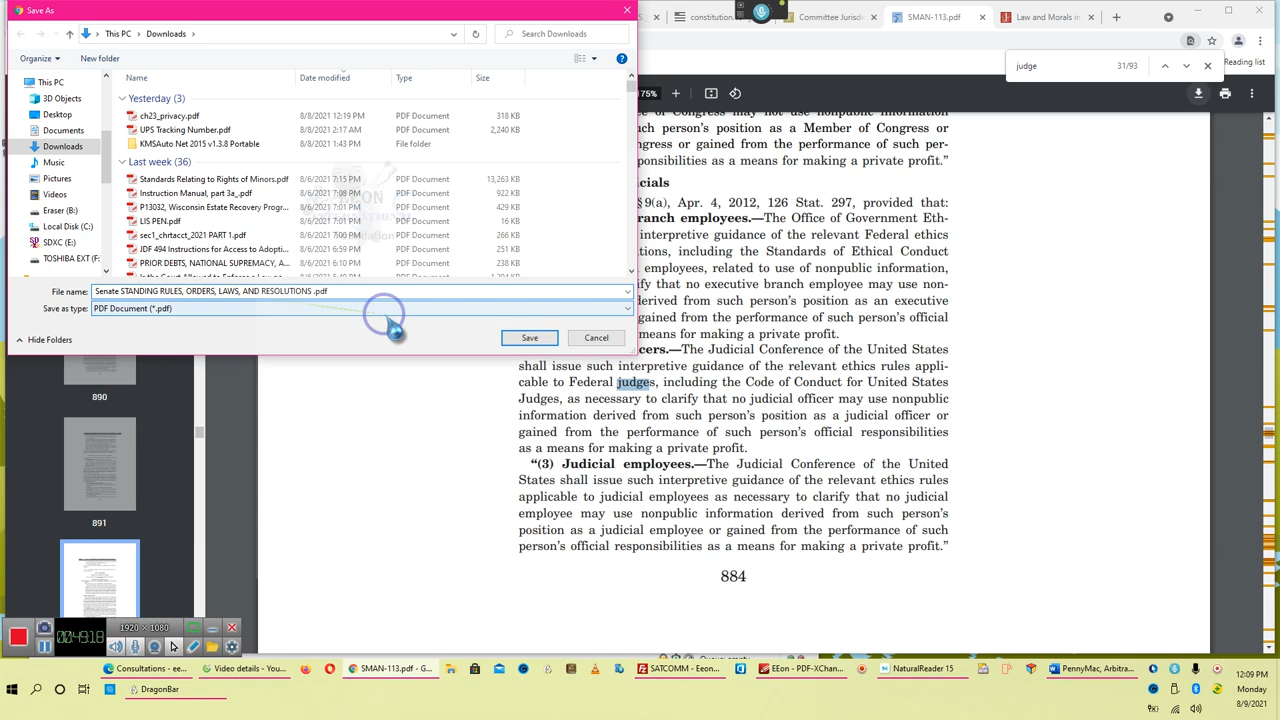 Save As
constitution.
Committee Jurisdi
SMAN-113.pdf
Law and Morals in
This PC
Downloads
Search Downloads
Organize
New folder
judge
31/93
Reading list
This PC
Name
Date modified
Type
Size
175%
3D Objects
Yesterday (3)
Desktop
ch23_privacy.pdf
8/8/2021 12:19 PM
PDF Document
318 KB
Documents
UPS Tracking Number.pdf
8/8/2021 2:17 AM
PDF Document
2,240 KB
Downloads
KMSAuto Net 2015 v1.3.8 Portable
8/8/2021 1:43 PM
File folder
Music
Last week (36)
Pictures
Standards Relating to Rights of Minors.pdf
8/6/2021 7:15 PM
PDF Document
13,263 KB
Videos
Instruction Manual, part 3a_.pdf
8/6/2021 7:08 PM
PDF Document
922 KB
Eraser (B:)
P13032, Wisconsin Estate Recovery Progr...
8/6/2021 7:01 PM
PDF Document
429 KB
Local Disk (C:)
LIS PEN.pdf
8/6/2021 7:01 PM
PDF Document
16 KB
SDXC (E:)
sec1_chrtacct_2021 PART 1.pdf
8/6/2021 7:00 PM
PDF Document
266 KB
TOSHIBA EXT (F:
JDF 494 Instructions for Access to Adopti...
8/6/2021 6:59 PM
PDF Document
251 KB
PRIOR DEBTS, NATIONAL SUPREMACY, A...
8/6/2021 6:10 PM
PDF Document
238 KB
File name:
Senate STANDING RULES, ORDERS, LAWS, AND RESOLUTIONS .pdf
Save as type:
PDF Document (*.pdf)
Hide Folders
Save
Cancel
e of Congress may not use nonpublic information
uch person's position as a Member of Congress or
ngress or gained from the performance of such per-
ponsibilities as a means for making a private profit."
icials
§ 9(a), Apr. 4, 2012, 126 Stat. 297, provided that:
ranch employees.—The Office of Government Eth-
interpretive guidance of the relevant Federal ethics
tions, including the Standards of Ethical Conduct
h employees, related to use of nonpublic information,
ify that no executive branch employee may use non-
derived from such person's position as an executive
gained from the performance of such person's official
means for making a private profit.
cers.—The Judicial Conference of the United States
shall issue such interpretive guidance of the relevant ethics rules appli-
cable to Federal judges, including the Code of Conduct for United States
Judges, as necessary to clarify that no judicial officer may use nonpublic
information derived from such person's position as a judicial officer or
gained from the performance of such person's official responsibilities
as a means for making a private profit.
"(3) Judicial employees.—The Judicial Conference of the United
States shall issue such interpretive guidance of the relevant ethics rules
applicable to judicial employees as necessary to clarify that no judicial
employee may use nonpublic information derived from such person's
position as a judicial employee or gained from the performance of such
person's official responsibilities as a means for making a private profit."
884
890
891
1920 x 1080
Consultations - ee...
Video details - You...
SMAN-113.pdf - G...
SATCOMM - Eeon...
EEon - PDF-XChan...
NaturalReader 15
PennyMac, Arbitra...
DragonBar
12:09 PM
Monday
8/9/2021